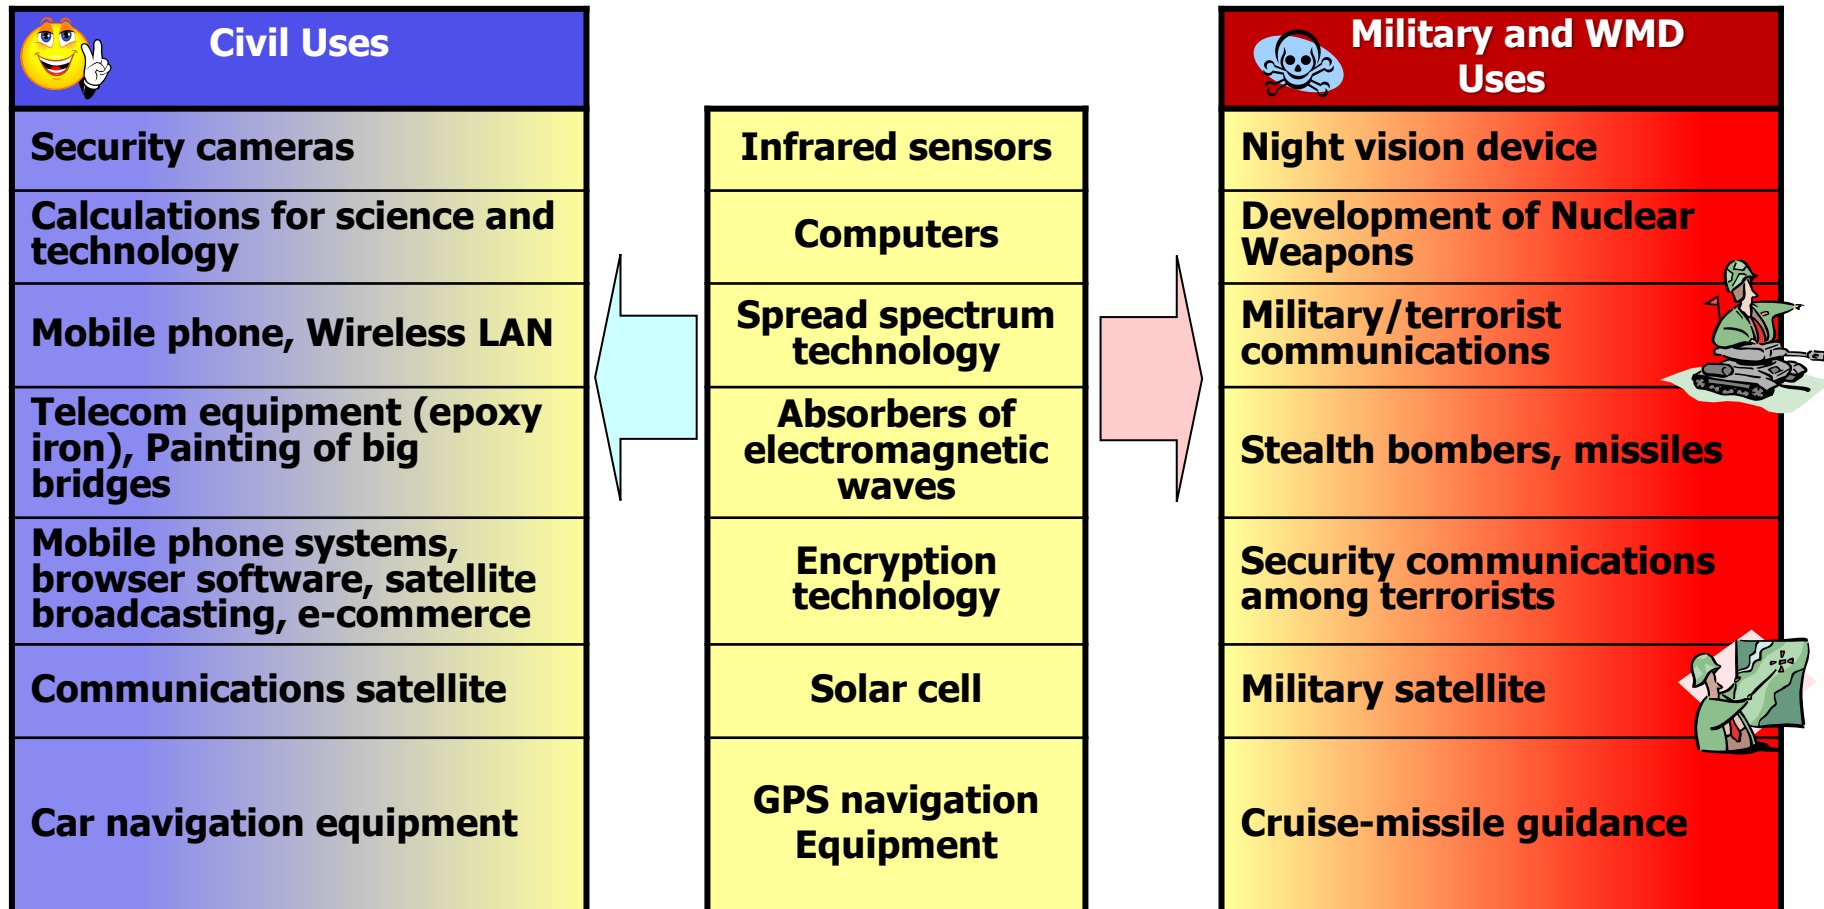 Civil Uses
Military and WMD
Uses
Security cameras
Infrared sensors
Night vision device
Calculations for science and
technology
Computers
Development of Nuclear
Weapons
Mobile phone, Wireless LAN
Spread spectrum
technology
Military/terrorist
communications
Telecom equipment (epoxy
iron), Painting of big
bridges
Absorbers of
electromagnetic
waves
Stealth bombers, missiles
Mobile phone systems,
browser software, satellite
broadcasting, e-commerce
Encryption
technology
Security communications
among terrorists
Communications satellite
Solar cell
Military satellite
Car navigation equipment
GPS navigation
Equipment
Cruise-missile guidance